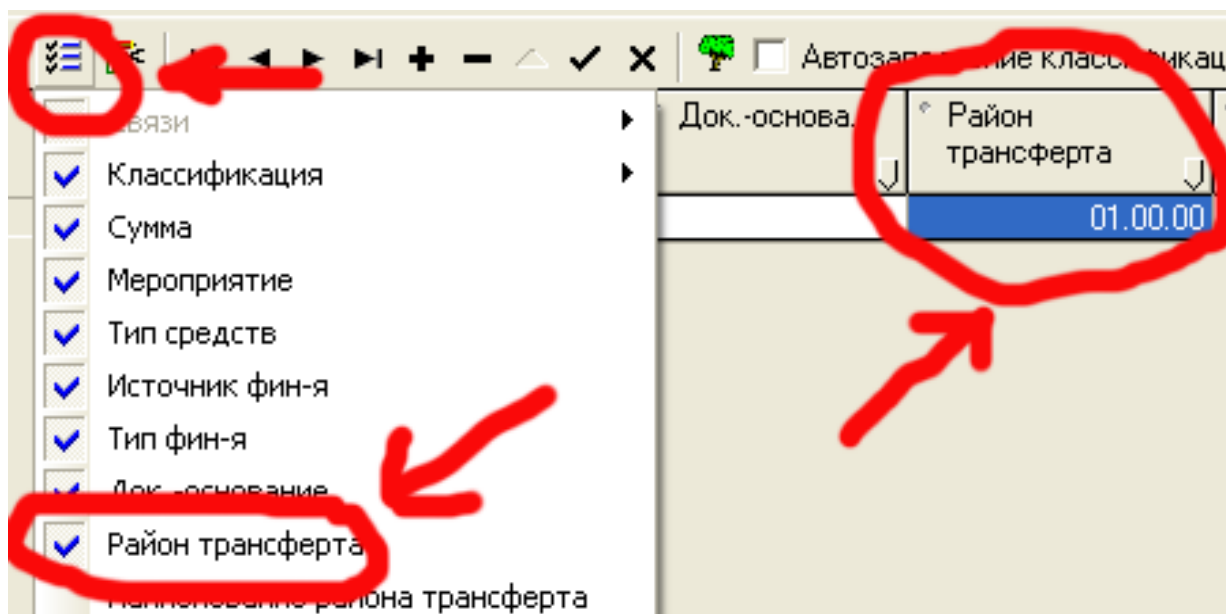 Автозаполнение классификац
Связи
Док.-основа.
Район
трансферта
Классификация
Сумма
01.00.00
Мероприятие
Тип средств
Источник фин-я
Тип фин-я
Док.-основание
Район трансферта
Наименование района трансферта